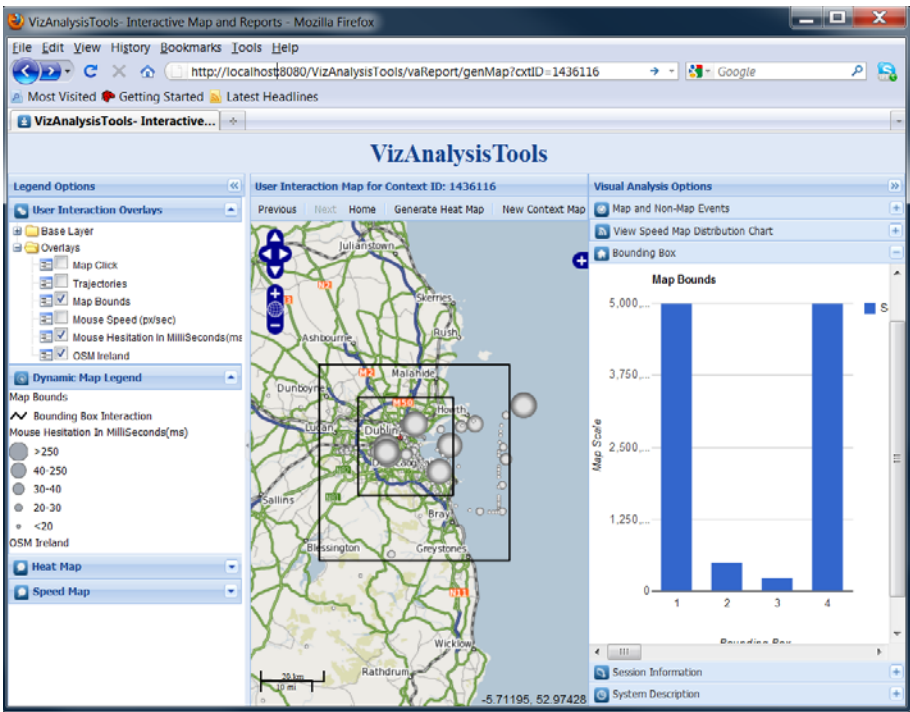 VizAnalysisTools- Interactive Map and Reports - Mozilla Firefox
File Edit View History Bookmarks Tools Help
http://localhost:8080/VizAnalysisTools/vaReport/genMap?cxtID=1436116
Google
Most Visited Getting Started Latest Headlines
VizAnalysisTools- Interactive...
VizAnalysisTools
Legend Options
User Interaction Overlays
Base Layer
Overlays
Map Click
Trajectories
Map Bounds
Mouse Speed (px/sec)
Mouse Hesitation In MilliSeconds(ms
OSM Ireland
Dynamic Map Legend
Map Bounds
Bounding Box Interaction
Mouse Hesitation In MilliSeconds(ms)
>250
40-250
30-40
20-30
<20
OSM Ireland
Heat Map
Speed Map
User Interaction Map for Context ID: 1436116
Previous Next Home Generate Heat Map New Context Map
Julianstown
N2
Skerries
Ashbourne
Rush
M2
Malahide
Dunboyne
M50
Howth
Lucan
Dublin
Sallins
Bray
Blessington
Greystones
N11
Wicklow
Rathdrum
20 km
10 mi
-5.71195, 52.97428
Visual Analysis Options
Map and Non-Map Events
View Speed Map Distribution Chart
Bounding Box
Map Bounds
5,000,...
S
3,750,...
Map Scale
2,500,...
1,250,...
0
1 2 3 4
Bounding Box
Session Information
System Description